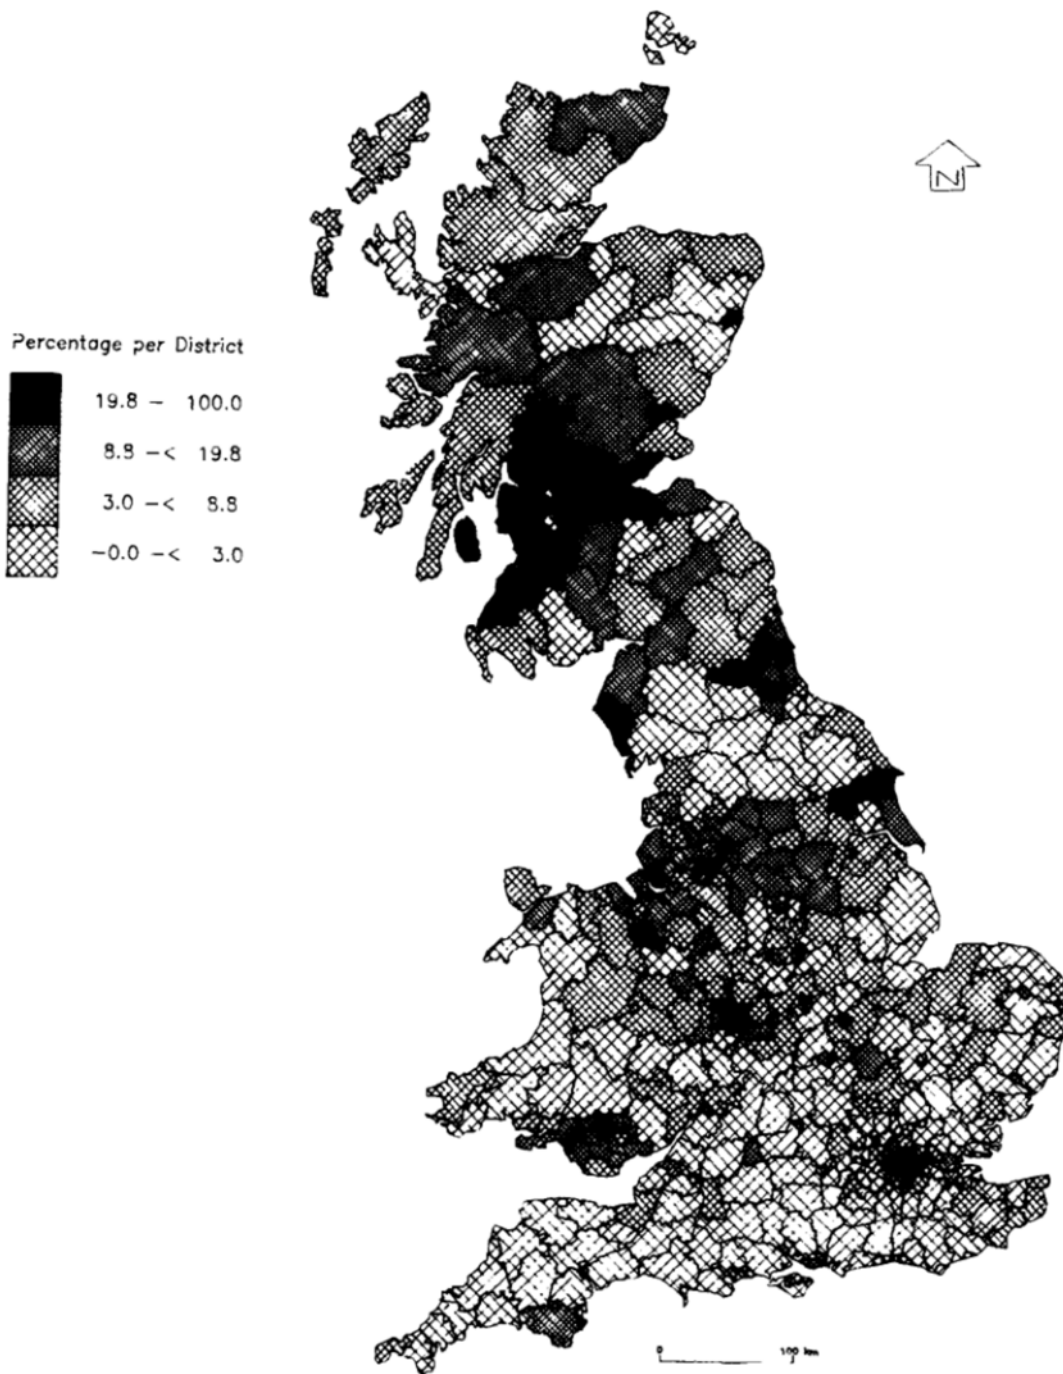 N
Percentage per District
19.8 – 100.0
8.8 –< 19.8
3.0 –< 8.8
–0.0 –< 3.0
0 100 km